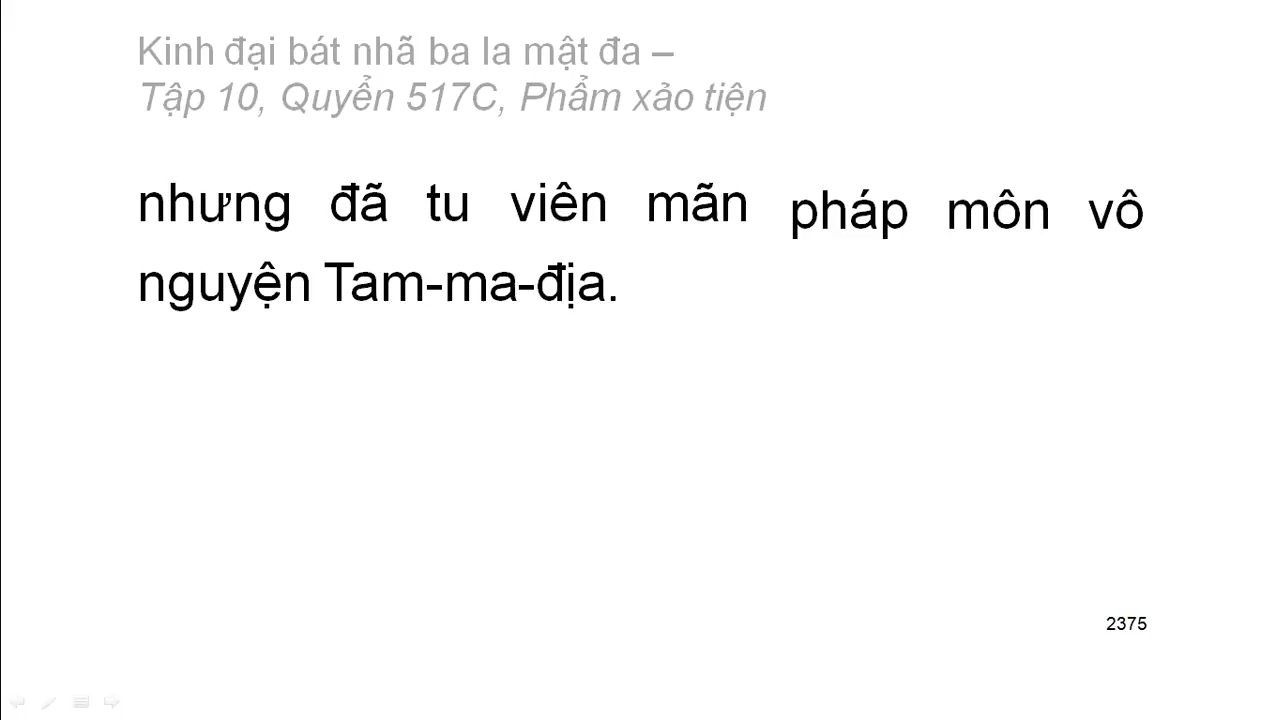 Kinh đại bát nhã ba la mật đa –
Tập 10, Quyển 517C, Phẩm xảo tiện
nhưng đã tu viên mãn pháp môn vô
nguyện Tam-ma-địa.
2375